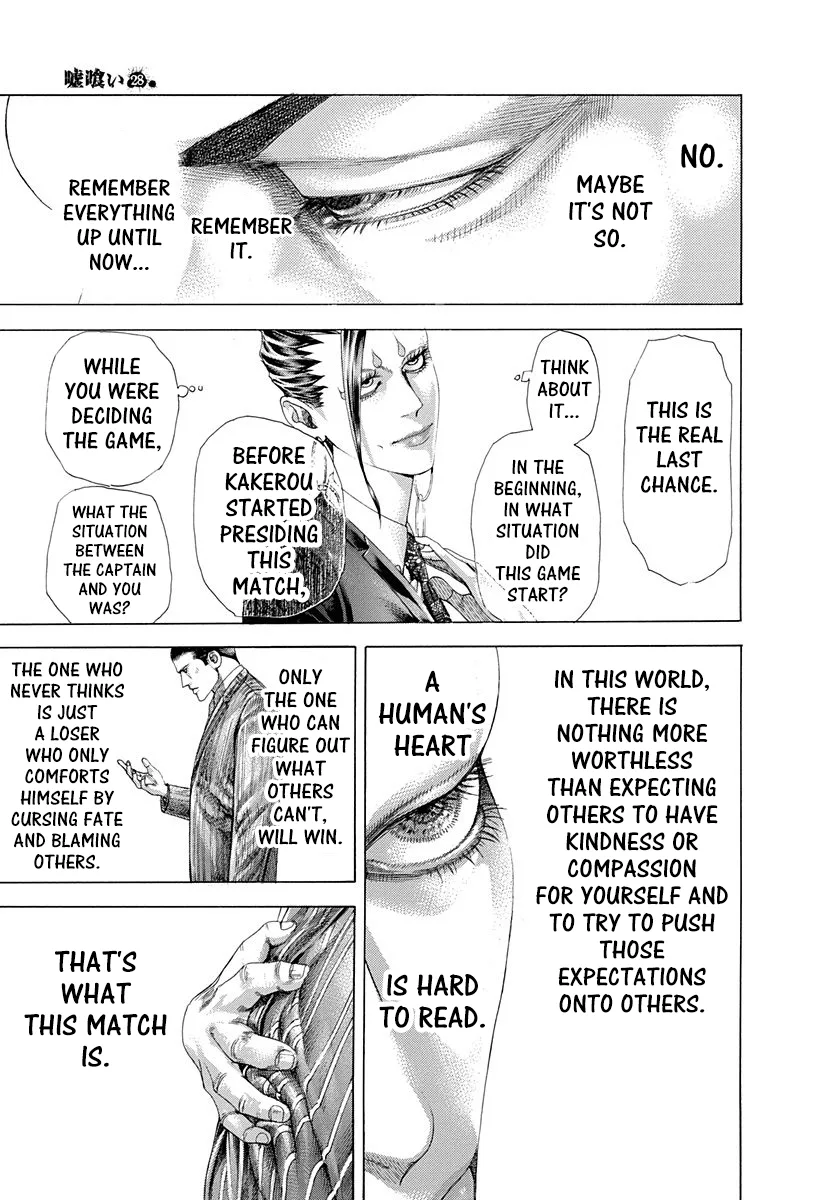 嘘喰い 28
NO.
MAYBE
IT'S NOT
SO.
REMEMBER
IT.
REMEMBER
EVERYTHING
UP UNTIL
NOW...
THIS IS
THE REAL
LAST
CHANCE.
THINK
ABOUT
IT...
IN THE
BEGINNING,
IN WHAT
SITUATION
DID
THIS GAME
START?
BEFORE
KAKEROU
STARTED
PRESIDING
THIS
MATCH,
WHILE
YOU WERE
DECIDING
THE GAME,
WHAT THE
SITUATION
BETWEEN
THE CAPTAIN
AND YOU
WAS?
IN THIS WORLD,
THERE IS
NOTHING MORE
WORTHLESS
THAN EXPECTING
OTHERS TO HAVE
KINDNESS OR
COMPASSION
FOR YOURSELF AND
TO TRY TO PUSH
THOSE
EXPECTATIONS
ONTO OTHERS.
A
HUMAN'S
HEART
IS HARD
TO READ.
ONLY
THE ONE
WHO CAN
FIGURE OUT
WHAT
OTHERS
CAN'T,
WILL WIN.
THE ONE WHO
NEVER THINKS
IS JUST
A LOSER
WHO ONLY
COMFORTS
HIMSELF BY
CURSING FATE
AND BLAMING
OTHERS.
THAT'S
WHAT
THIS MATCH
IS.